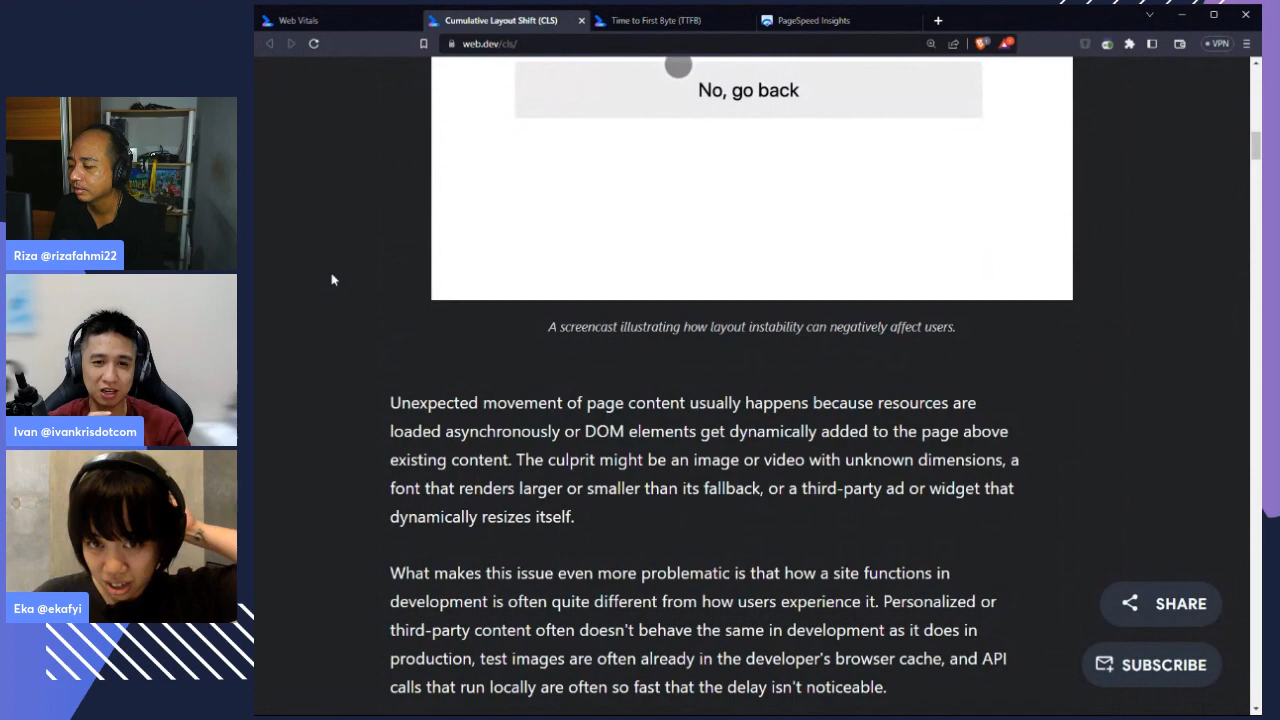 Web Vitals
Cumulative Layout Shift (CLS)
Time to First Byte (TTFB)
PageSpeed Insights
web.dev/cls/
VPN
No, go back
A screencast illustrating how layout instability can negatively affect users.
Unexpected movement of page content usually happens because resources are
loaded asynchronously or DOM elements get dynamically added to the page above
existing content. The culprit might be an image or video with unknown dimensions, a
font that renders larger or smaller than its fallback, or a third-party ad or widget that
dynamically resizes itself.
What makes this issue even more problematic is that how a site functions in
development is often quite different from how users experience it. Personalized or
third-party content often doesn't behave the same in development as it does in
production, test images are often already in the developer's browser cache, and API
calls that run locally are often so fast that the delay isn't noticeable.
SHARE
SUBSCRIBE
Riza @rizafahmi22
Ivan @ivankrisdotcom
Eka @ekafyi